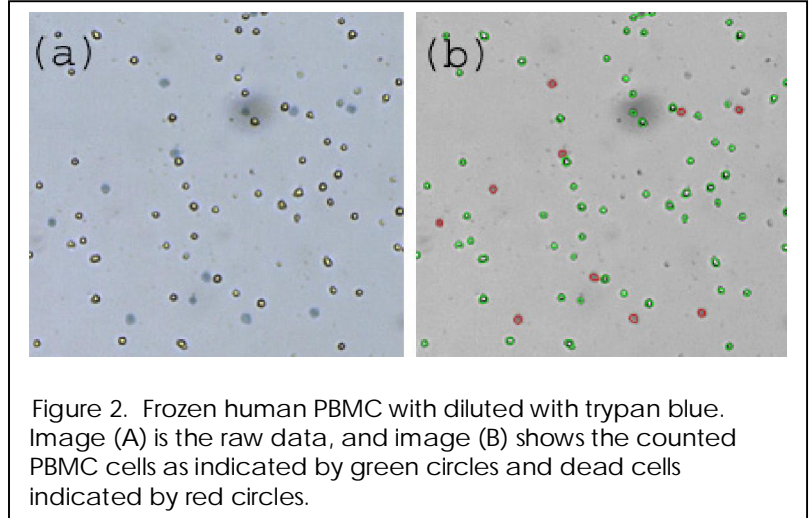 (a)
(b)
Figure 2. Frozen human PBMC with diluted with trypan blue.
Image (A) is the raw data, and image (B) shows the counted
PBMC cells as indicated by green circles and dead cells
indicated by red circles.